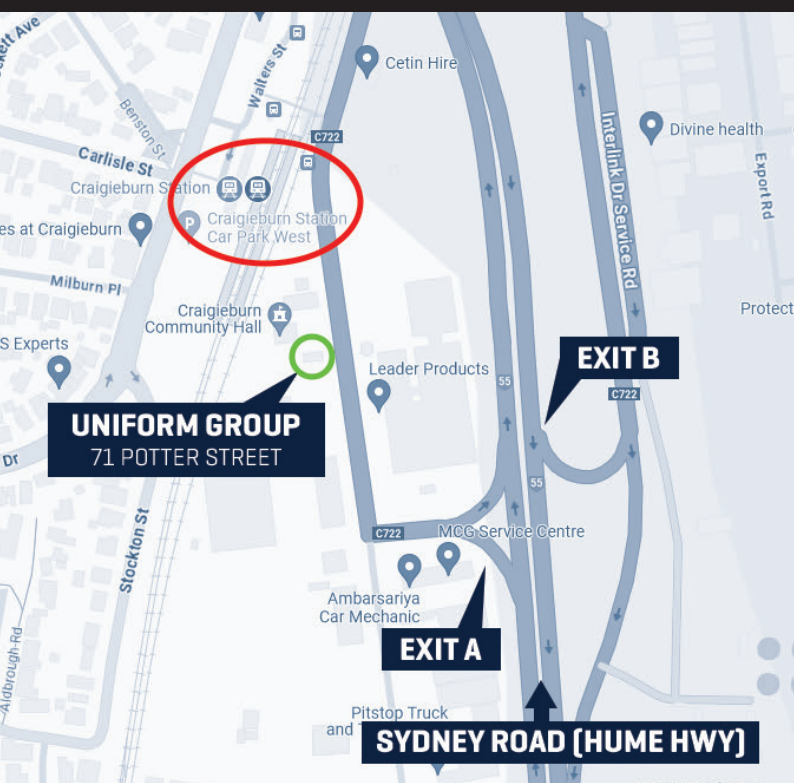 ckett Ave
Walters St
Cetin Hire
Benston St
Interlink Dr Service Rd
C722
Divine health
Carlisle St
Export Rd
Craigieburn Station
P
Craigieburn Station
Car Park West
es at Craigieburn
Milburn Pl
Protect
Craigieburn
Community Hall
S Experts
EXIT B
Leader Products
55
C722
UNIFORM GROUP
71 POTTER STREET
Dr
55
C722
MCG Service Centre
Stockton St
Ambarsariya
Car Mechanic
EXIT A
Aldbrough Rd
Pitstop Truck
and
SYDNEY ROAD (HUME HWY)